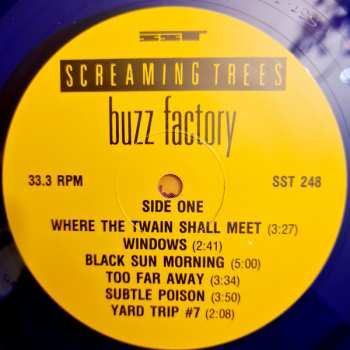 SST
SCREAMING TREES
buzz factory
33.3 RPM SST 248
SIDE ONE
WHERE THE TWAIN SHALL MEET (3:27)
WINDOWS (2:41)
BLACK SUN MORNING (5:00)
TOO FAR AWAY (3:34)
SUBTLE POISON (3:50)
YARD TRIP #7 (2:08)